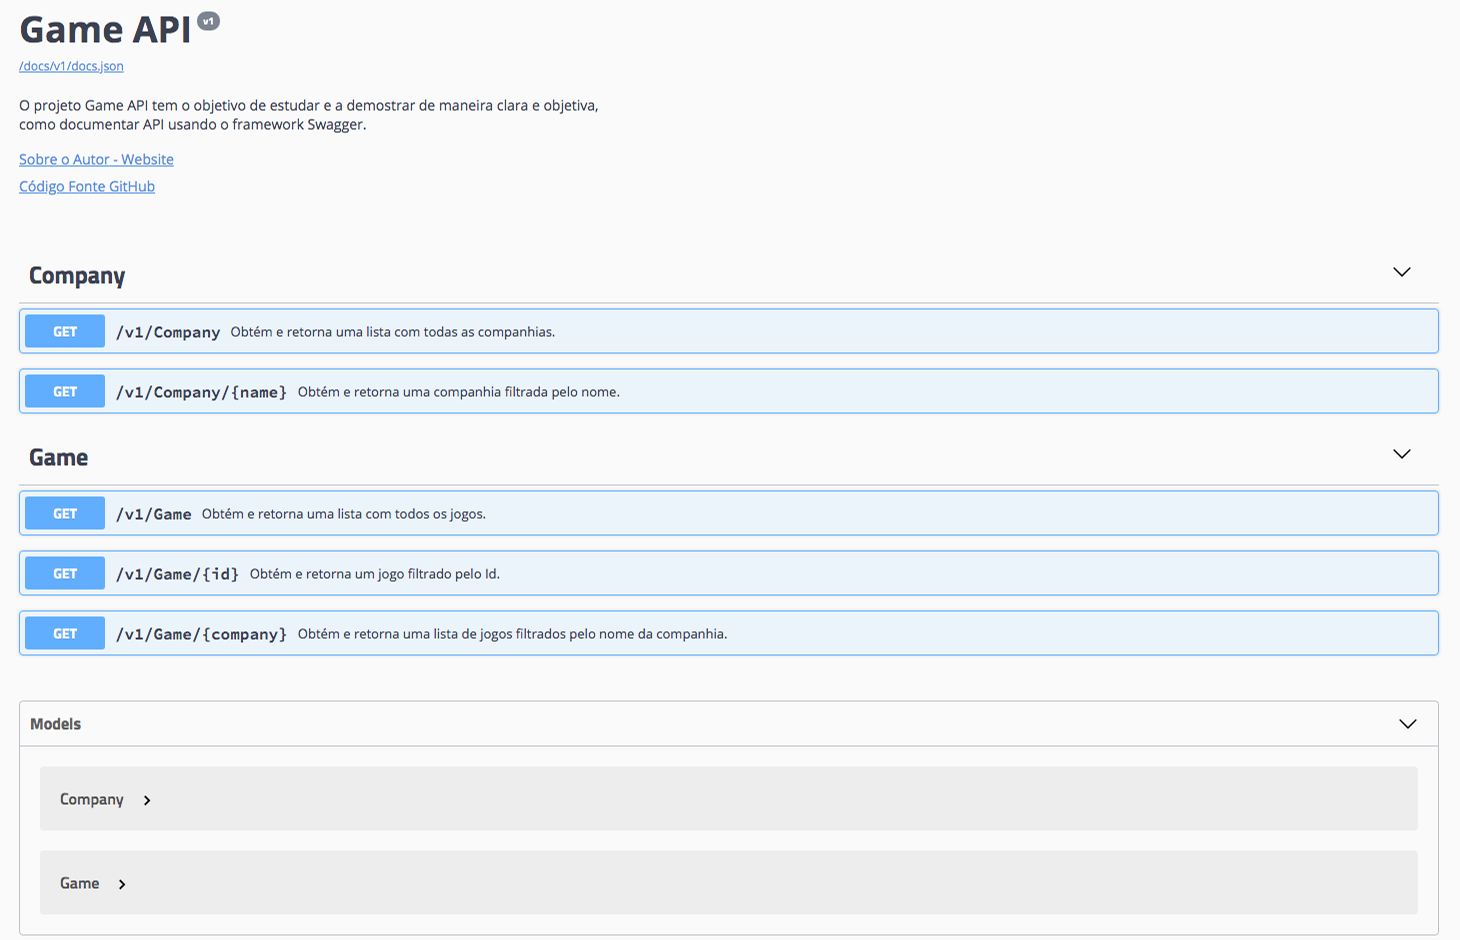 Game API v1
/docs/v1/docs.json
O projeto Game API tem o objetivo de estudar e a demostrar de maneira clara e objetiva,
como documentar API usando o framework Swagger.
Sobre o Autor - Website
Código Fonte GitHub
Company
GET /v1/Company Obtém e retorna uma lista com todas as companhias.
GET /v1/Company/{name} Obtém e retorna uma companhia filtrada pelo nome.
Game
GET /v1/Game Obtém e retorna uma lista com todos os jogos.
GET /v1/Game/{id} Obtém e retorna um jogo filtrado pelo Id.
GET /v1/Game/{company} Obtém e retorna uma lista de jogos filtrados pelo nome da companhia.
Models
Company
Game